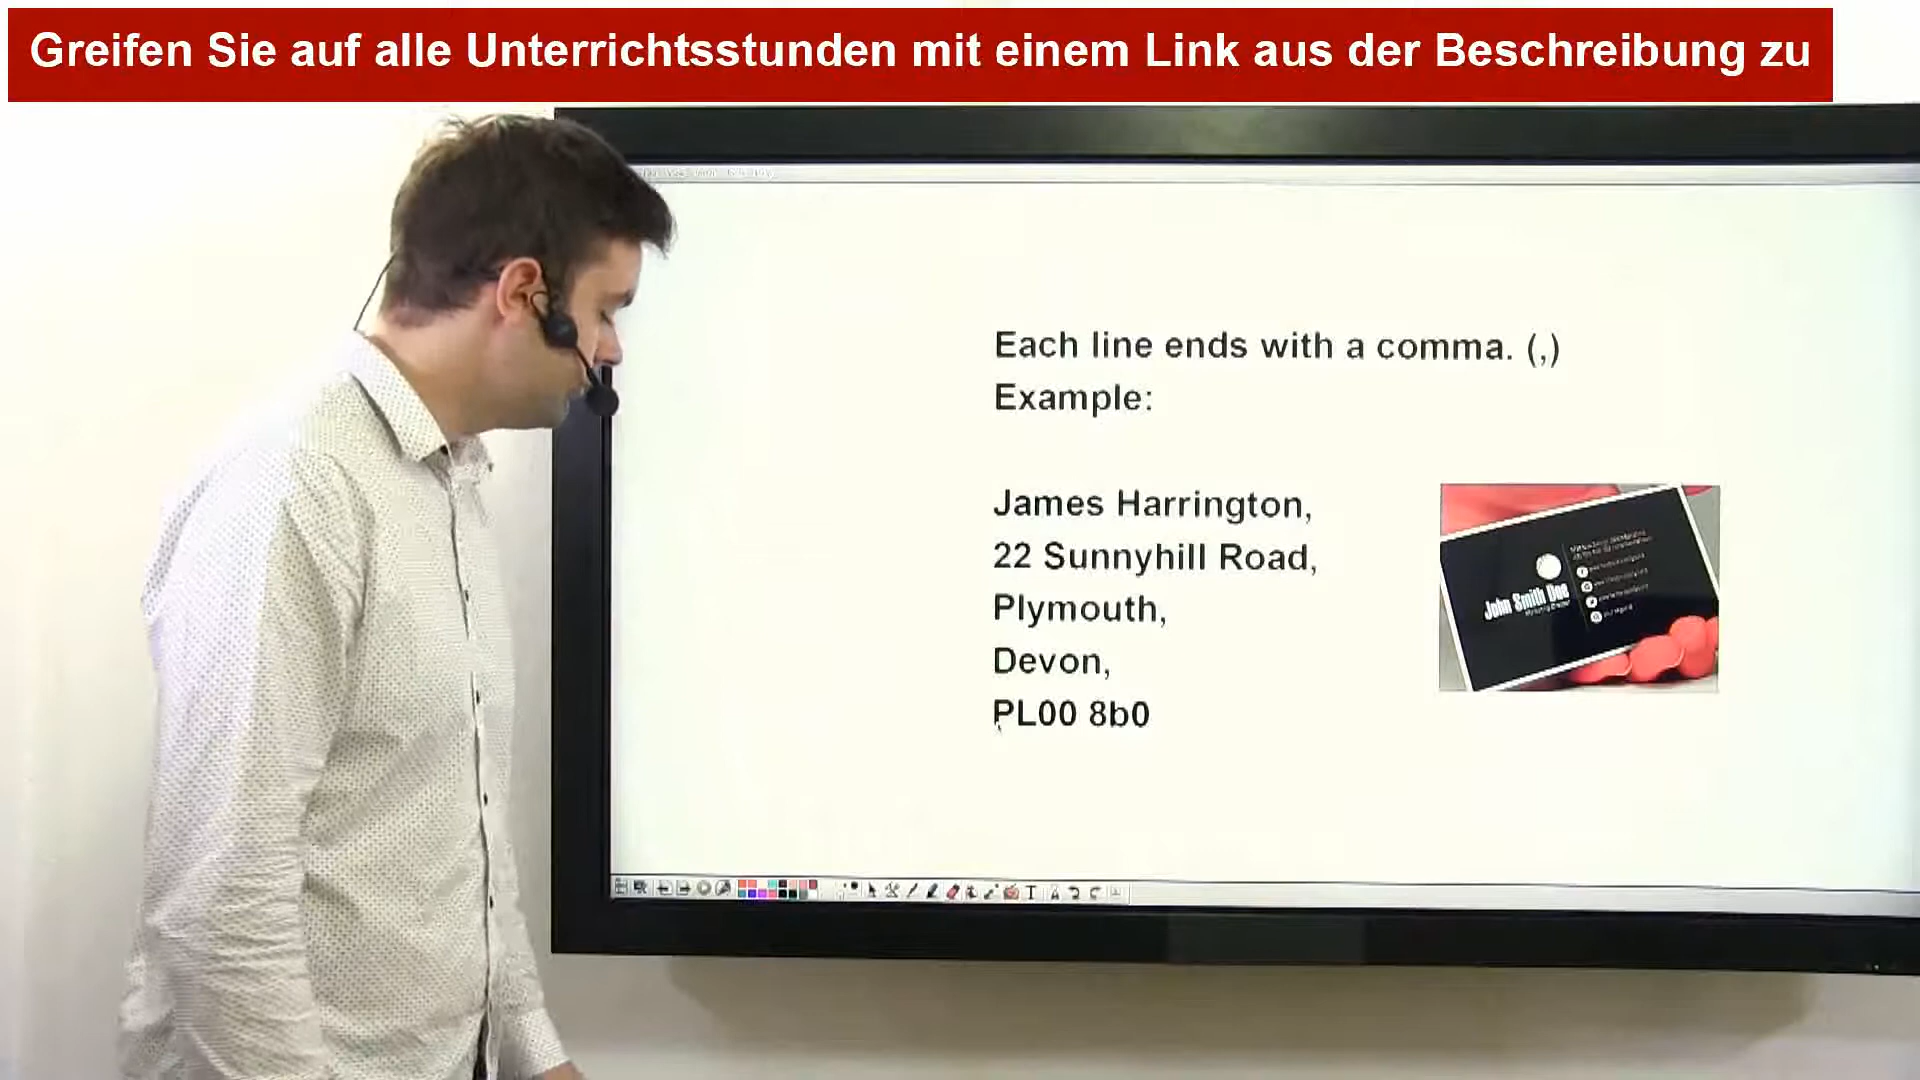 Greifen Sie auf alle Unterrichtsstunden mit einem Link aus der Beschreibung zu
Each line ends with a comma. (,)
Example:
James Harrington,
22 Sunnyhill Road,
Plymouth,
Devon,
PL00 8b0
John Smith Doe